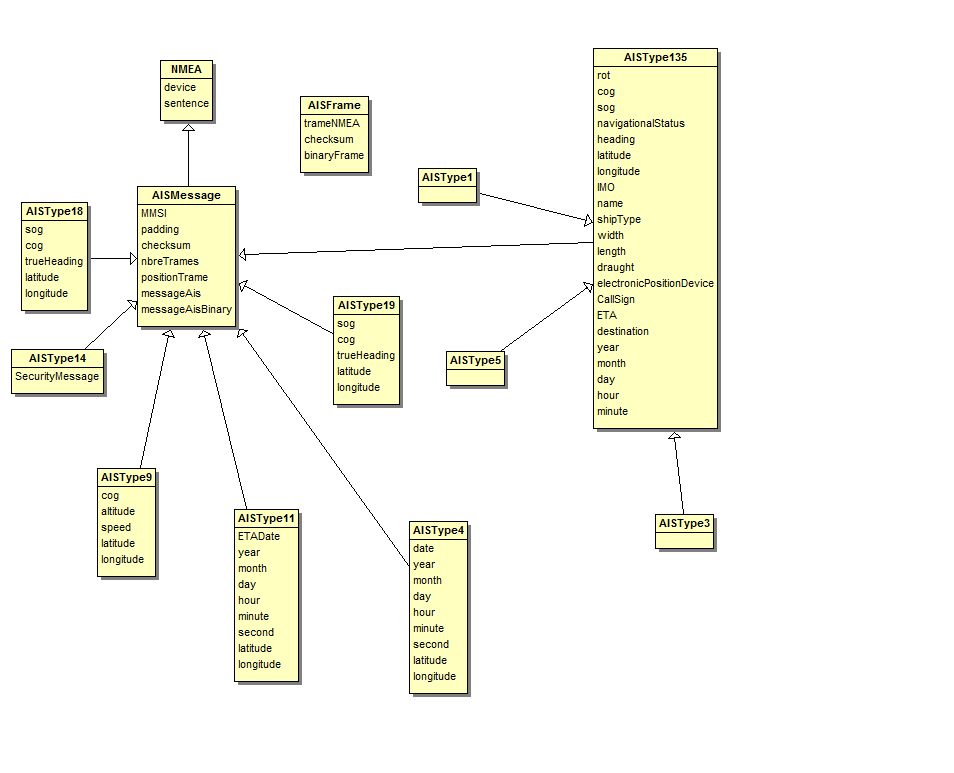 NMEA
device
sentence
AISFrame
trameNMEA
checksum
binaryFrame
AISType135
rot
cog
sog
navigationalStatus
heading
latitude
longitude
IMO
name
shipType
width
length
draught
electronicPositionDevice
CallSign
ETA
destination
year
month
day
hour
minute
AISType1
AISMessage
MMSI
padding
checksum
nbreTrames
positionTrame
messageAis
messageAisBinary
AISType18
sog
cog
trueHeading
latitude
longitude
AISType19
sog
cog
trueHeading
latitude
longitude
AISType14
SecurityMessage
AISType5
AISType9
cog
altitude
speed
latitude
longitude
AISType11
ETADate
year
month
day
hour
minute
second
latitude
longitude
AISType4
date
year
month
day
hour
minute
second
latitude
longitude
AISType3